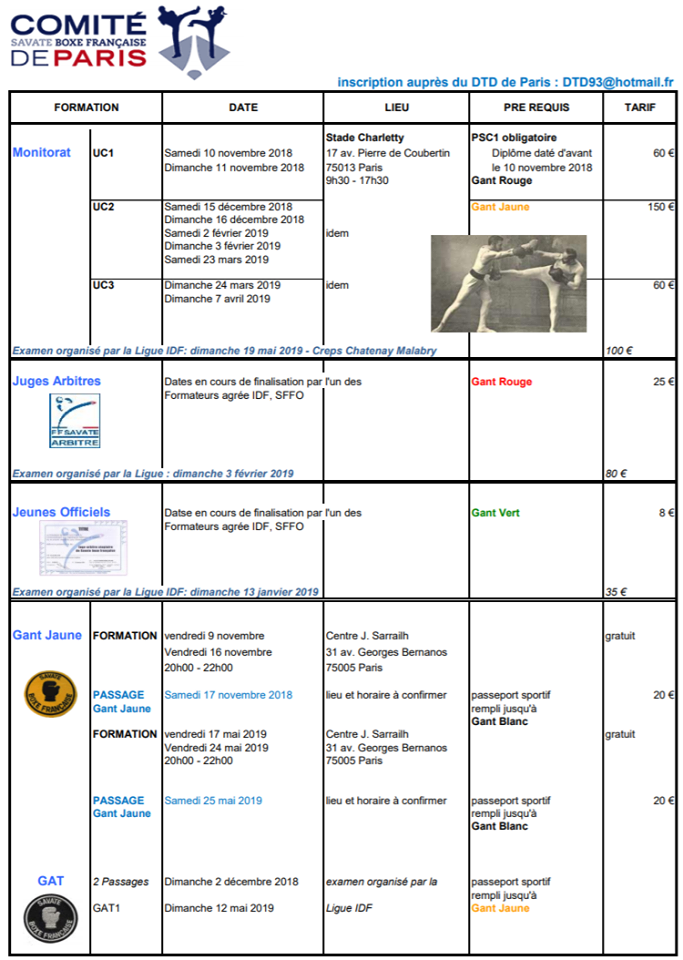 COMITÉ
SAVATE BOXE FRANÇAISE
DE PARIS
inscription auprès du DTD de Paris : DTD93@hotmail.fr
FORMATION DATE LIEU PRE REQUIS TARIF
Stade Charletty PSC1 obligatoire
Monitorat UC1 Samedi 10 novembre 2018 17 av. Pierre de Coubertin Diplôme daté d'avant 60 €
Dimanche 11 novembre 2018 75013 Paris le 10 novembre 2018
9h30 - 17h30 Gant Rouge
UC2 Samedi 15 décembre 2018 Gant Jaune 150 €
Dimanche 16 décembre 2018
Samedi 2 février 2019 idem
Dimanche 3 février 2019
Samedi 23 mars 2019
UC3 Dimanche 24 mars 2019 idem 60 €
Dimanche 7 avril 2019
Examen organisé par la Ligue IDF: dimanche 19 mai 2019 - Creps Chatenay Malabry 100 €
Juges Arbitres Dates en cours de finalisation par l'un des Gant Rouge 25 €
Formateurs agrée IDF, SFFO
FFSAVATE
ARBITRE
Examen organisé par la Ligue : dimanche 3 février 2019 80 €
Jeunes Officiels Datse en cours de finalisation par l'un des Gant Vert 8 €
Formateurs agrée IDF, SFFO
Examen organisé par la Ligue IDF: dimanche 13 janvier 2019 35 €
Gant Jaune FORMATION vendredi 9 novembre Centre J. Sarrailh gratuit
Vendredi 16 novembre 31 av. Georges Bernanos
20h00 - 22h00 75005 Paris
SAVATE
BOXE FRANÇAISE
PASSAGE Samedi 17 novembre 2018 lieu et horaire à confirmer passeport sportif 20 €
Gant Jaune rempli jusqu'à
Gant Blanc
FORMATION vendredi 17 mai 2019 Centre J. Sarrailh gratuit
Vendredi 24 mai 2019 31 av. Georges Bernanos
20h00 - 22h00 75005 Paris
PASSAGE Samedi 25 mai 2019 lieu et horaire à confirmer passeport sportif 20 €
Gant Jaune rempli jusqu'à
Gant Blanc
GAT 2 Passages Dimanche 2 décembre 2018 examen organisé par la passeport sportif
rempli jusqu'à
GAT1 Dimanche 12 mai 2019 Ligue IDF Gant Jaune
SAVATE
BOXE FRANÇAISE